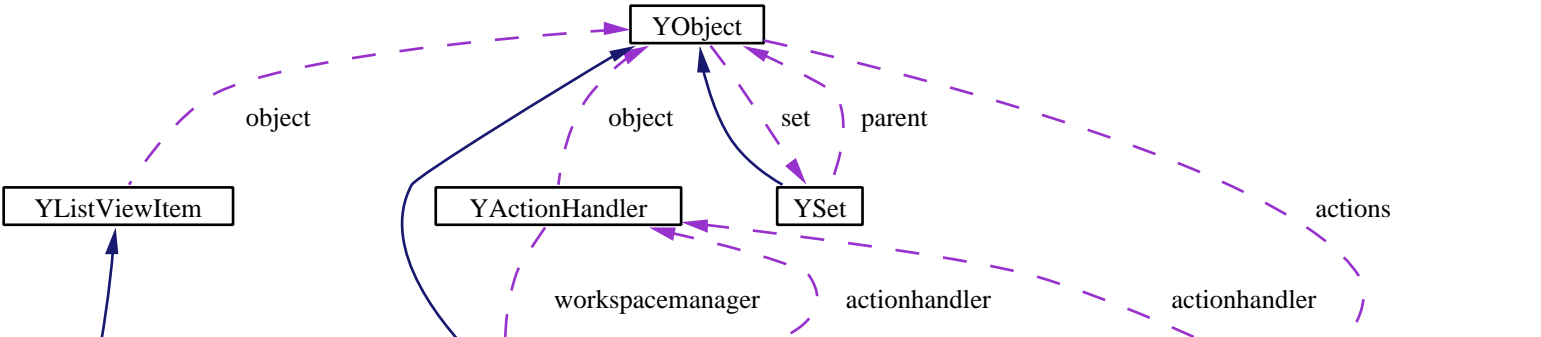 YObject
object
object
set
parent
YListViewItem
YActionHandler
YSet
actions
workspacemanager
actionhandler
actionhandler